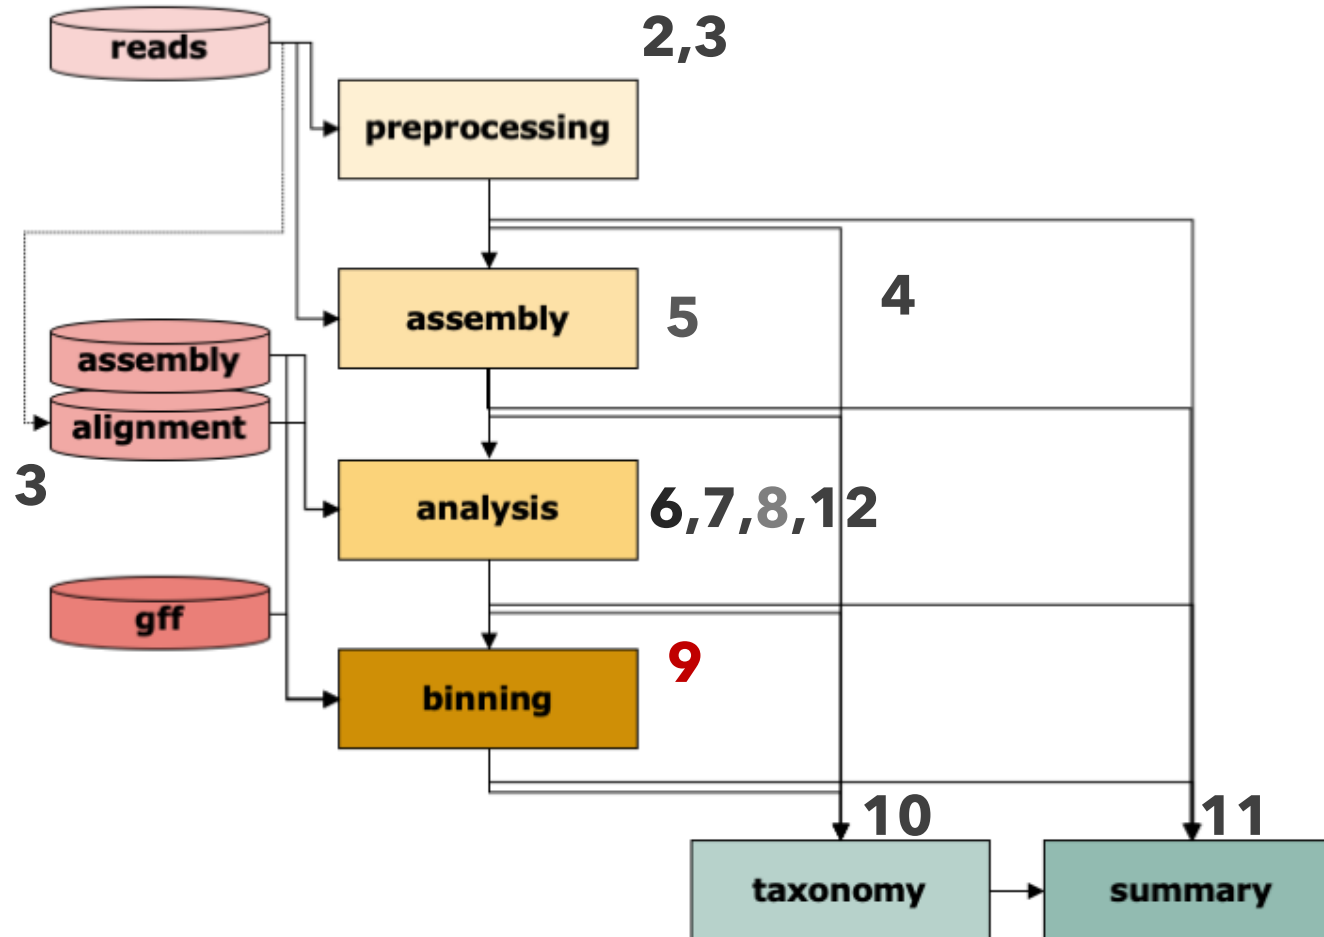 reads
2,3
preprocessing
4
assembly
5
assembly
alignment
3
analysis
6,7,8,12
gff
9
binning
10
11
taxonomy
summary